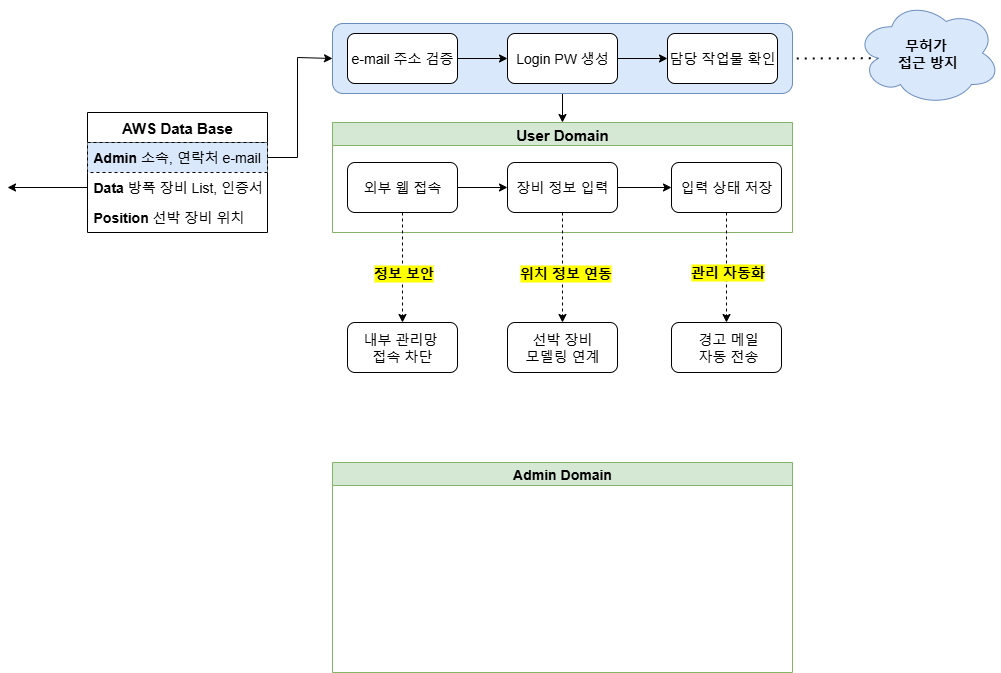 e-mail 주소 검증
Login PW 생성
담당 작업물 확인
무허가
접근 방지
AWS Data Base
Admin 소속, 연락처 e-mail
Data 방폭 장비 List, 인증서
Position 선박 장비 위치
User Domain
외부 웹 접속
장비 정보 입력
입력 상태 저장
정보 보안
위치 정보 연동
관리 자동화
내부 관리망
접속 차단
선박 장비
모델링 연계
경고 메일
자동 전송
Admin Domain